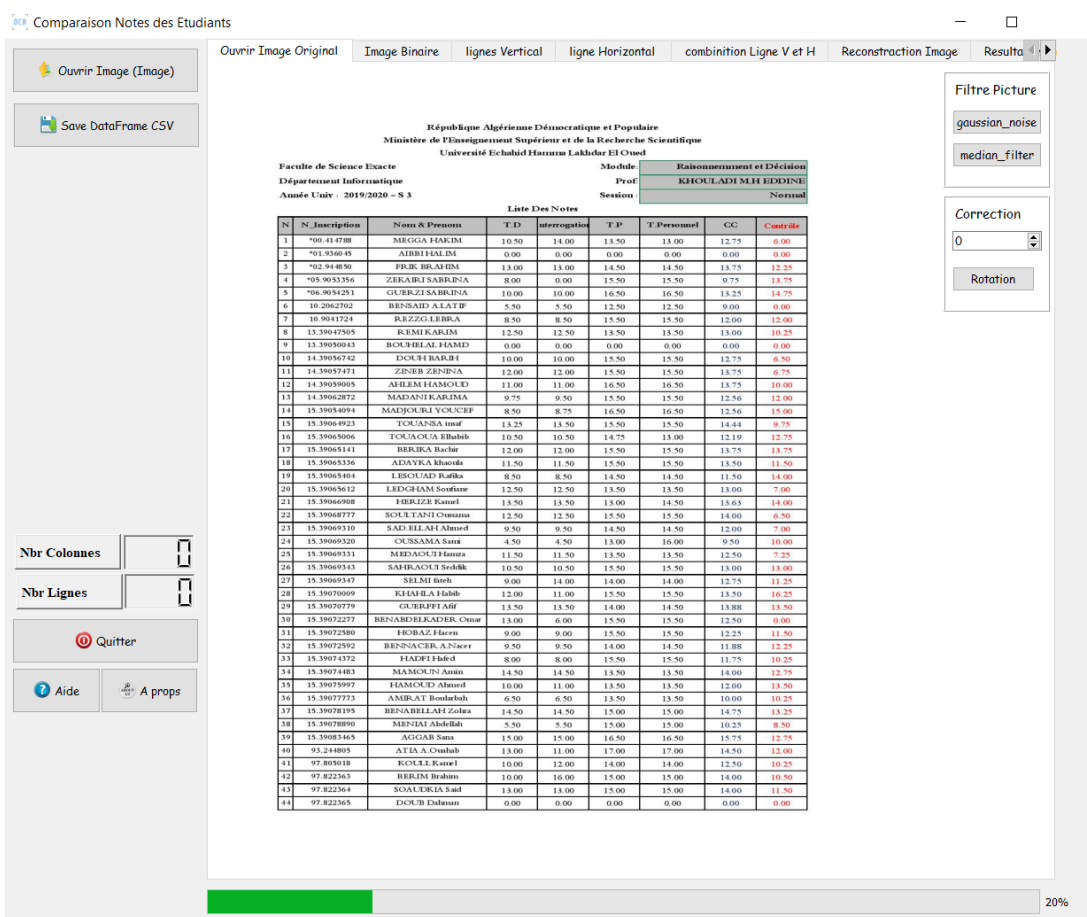 OCR Comparaison Notes des Etudiants
Ouvrir Image (Image)
Save DataFrame CSV
Ouvrir Image Original Image Binaire lignes Vertical ligne Horizontal combinition Ligne V et H Reconstraction Image Resulta
Filtre Picture
gaussian_noise
median_filter
Correction
0
Rotation
République Algérienne Démocratique et Populaire
Ministère de l'Enseignement Supérieur et de la Recherche Scientifique
Université Echahid Hamma Lakhdar El Oued
Faculte de Science Exacte Module: Raisonnemment et Décision
Département Informatique Prof: KHOULADI M.H EDDINE
Année Univ : 2019/2020 – S 3 Session : Normal
Liste Des Notes
N N_Inscription Nom & Prenom T.D nterrogation T.P T.Personnel CC Contrôle
1 *00.414788 MEGGA HAKIM 10.50 14.00 13.50 13.00 12.75 6.00
2 *01.936045 AIBBI HALIM 0.00 0.00 0.00 0.00 0.00 0.00
3 *02.944850 FRIK BRAHIM 13.00 13.00 14.50 14.50 13.75 12.25
4 *05.9053356 ZEKAIRI SABRINA 8.00 0.00 15.50 15.50 9.75 13.75
5 *06.9054251 GUERZI SABRINA 10.00 10.00 16.50 16.50 13.25 14.75
6 10.2062702 BENSAID A.LATIF 5.50 5.50 12.50 12.50 9.00 0.00
7 10.9041724 REZZG.LEBRA 8.50 8.50 15.50 15.50 12.00 12.00
8 13.39047505 REMI KARIM 12.50 12.50 13.50 13.50 13.00 10.25
9 13.39050043 BOUHELAL HAMD 0.00 0.00 0.00 0.00 0.00 0.00
10 14.39056742 DOUH BARIH 10.00 10.00 15.50 15.50 12.75 6.50
11 14.39057471 ZINEB ZENINA 12.00 12.00 15.50 15.50 13.75 6.75
12 14.39059005 AHLEM HAMOUD 11.00 11.00 16.50 16.50 13.75 10.00
13 14.39062872 MADANI KARIMA 9.75 9.50 15.50 15.50 12.56 12.00
14 15.39054094 MADJOURI YOUCEF 8.50 8.75 16.50 16.50 12.56 15.00
15 15.39064923 TOUANSA insaf 13.25 13.50 15.50 15.50 14.44 9.75
16 15.39065006 TOUAOUA Elhabib 10.50 10.50 14.75 13.00 12.19 12.75
17 15.39065141 BERIKA Bachir 12.00 12.00 15.50 15.50 13.75 13.75
18 15.39065336 ADAYKA khaoula 11.50 11.50 15.50 15.50 13.50 11.50
19 15.39065404 LESOUAD Rafika 8.50 8.50 14.50 14.50 11.50 14.00
20 15.39065612 LEDGHAM Soufiane 12.50 12.50 13.50 13.50 13.00 7.00
21 15.39066908 HERIZE Kamel 13.50 13.50 13.00 14.50 13.63 14.00
22 15.39068777 SOULTANI Oussama 12.50 12.50 15.50 15.50 14.00 6.50
23 15.39069310 SAD.ELLAH Ahmed 9.50 9.50 14.50 14.50 12.00 7.00
24 15.39069320 OUSSAMA Sami 4.50 4.50 13.00 16.00 9.50 10.00
25 15.39069331 MEDAOUI Hamza 11.50 11.50 13.50 13.50 12.50 7.25
26 15.39069343 SAHRAOUI Seddik 10.50 10.50 15.50 15.50 13.00 13.00
27 15.39069347 SELMI fateh 9.00 14.00 14.00 14.00 12.75 11.25
28 15.39070009 KHAHLA Habib 12.00 11.00 15.50 15.50 13.50 16.25
29 15.39070779 GUERFFI Afif 13.50 13.50 14.00 14.50 13.88 13.50
30 15.39072277 BENABDELKADER Omar 13.00 6.00 15.50 15.50 12.50 0.00
31 15.39072580 HOBAZ Hacen 9.00 9.00 15.50 15.50 12.25 11.50
32 15.39072592 BENNACER A.Nacer 9.50 9.50 14.00 14.50 11.88 12.25
33 15.39074372 HADFI Hafed 8.00 8.00 15.50 15.50 11.75 10.25
34 15.39074483 MAMOUN Amin 14.50 14.50 13.50 13.50 14.00 12.75
35 15.39075997 HAMOUD Ahmed 10.00 11.00 13.50 13.50 12.00 13.50
36 15.39077773 AMIRAT Boularbah 6.50 6.50 13.50 13.50 10.00 10.25
37 15.39078195 BENABELLAH Zohra 14.50 14.50 15.00 15.00 14.75 13.25
38 15.39078890 MENIAI Abdellah 5.50 5.50 15.00 15.00 10.25 8.50
39 15.39083465 AGGAB Sana 15.00 15.00 16.50 16.50 15.75 12.75
40 93.244805 ATIA A.Ouahab 13.00 11.00 17.00 17.00 14.50 12.00
41 97.805018 KOULL Kamel 10.00 12.00 14.00 14.00 12.50 10.25
42 97.822363 BERIM Brahim 10.00 16.00 15.00 15.00 14.00 10.50
43 97.822364 SOAUDKIA Said 13.00 13.00 15.00 15.00 14.00 11.50
44 97.822365 DOUB Dahman 0.00 0.00 0.00 0.00 0.00 0.00
Nbr Colonnes 0
Nbr Lignes 0
Quitter
Aide A props
20%